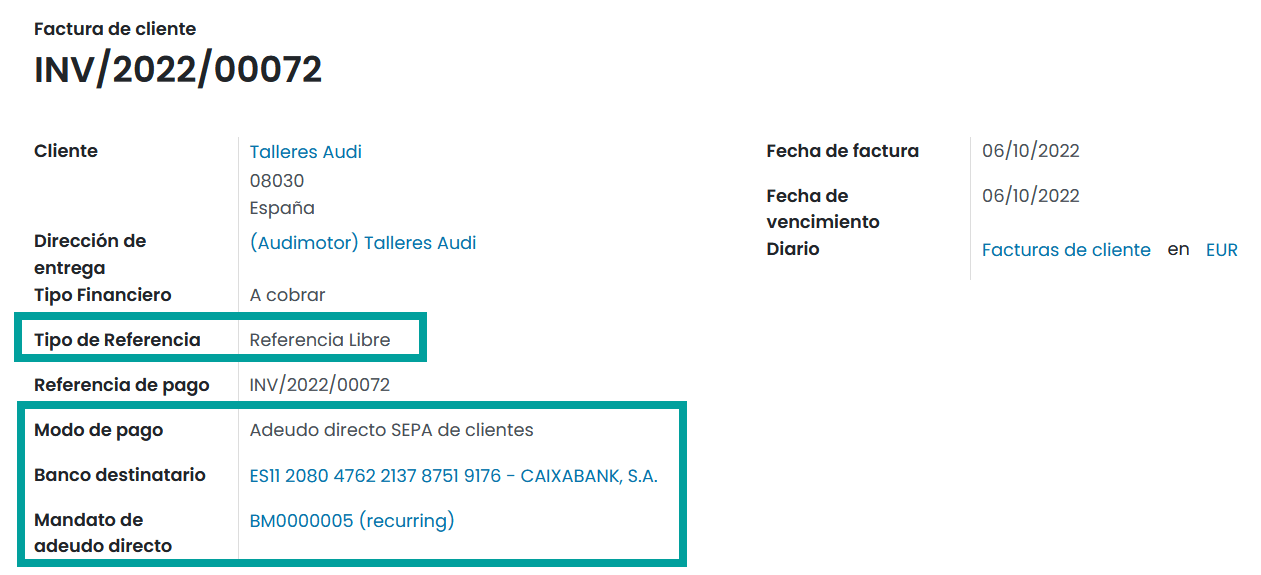 Factura de cliente
INV/2022/00072
Cliente
Talleres Audi
08030
España
Dirección de
entrega
(Audimotor) Talleres Audi
Tipo Financiero
A cobrar
Tipo de Referencia
Referencia Libre
Referencia de pago
INV/2022/00072
Modo de pago
Adeudo directo SEPA de clientes
Banco destinatario
ES11 2080 4762 2137 8751 9176 - CAIXABANK, S.A.
Mandato de
adeudo directo
BM0000005 (recurring)
Fecha de factura
06/10/2022
Fecha de
vencimiento
06/10/2022
Diario
Facturas de cliente en EUR